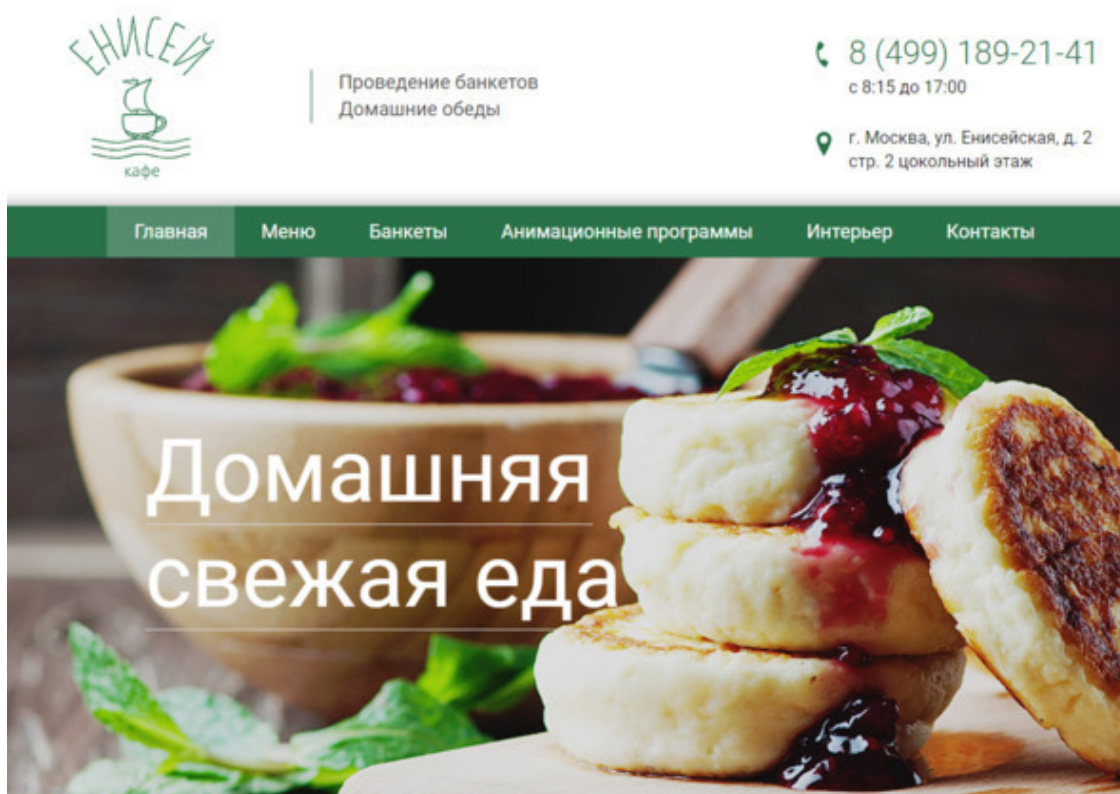 ЕНИСЕЙ
кафе
Проведение банкетов
Домашние обеды
8 (499) 189-21-41
с 8:15 до 17:00
г. Москва, ул. Енисейская, д. 2
стр. 2 цокольный этаж
Главная Меню Банкеты Анимационные программы Интерьер Контакты
Домашняя
свежая еда